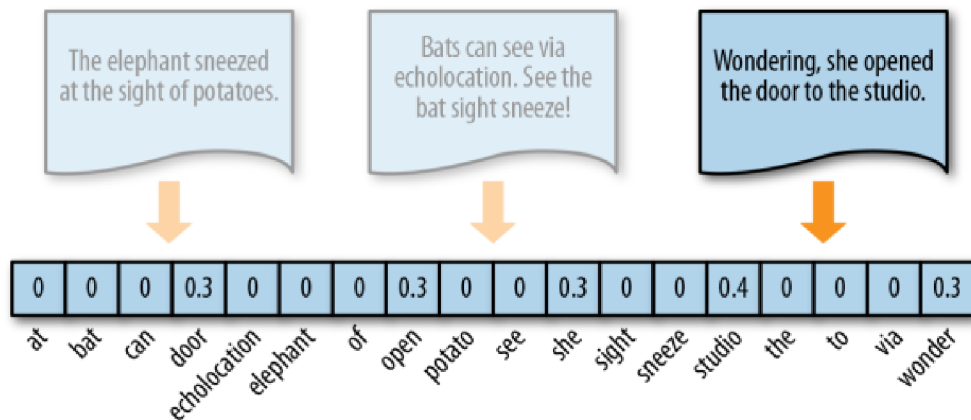 The elephant sneezed
at the sight of potatoes.
Bats can see via
echolocation. See the
bat sight sneeze!
Wondering, she opened
the door to the studio.
0 0 0 0.3 0 0 0 0.3 0 0 0.3 0 0 0.4 0 0 0 0.3
at bat can door echolocation elephant of open potato see she sight sneeze studio the to via wonder